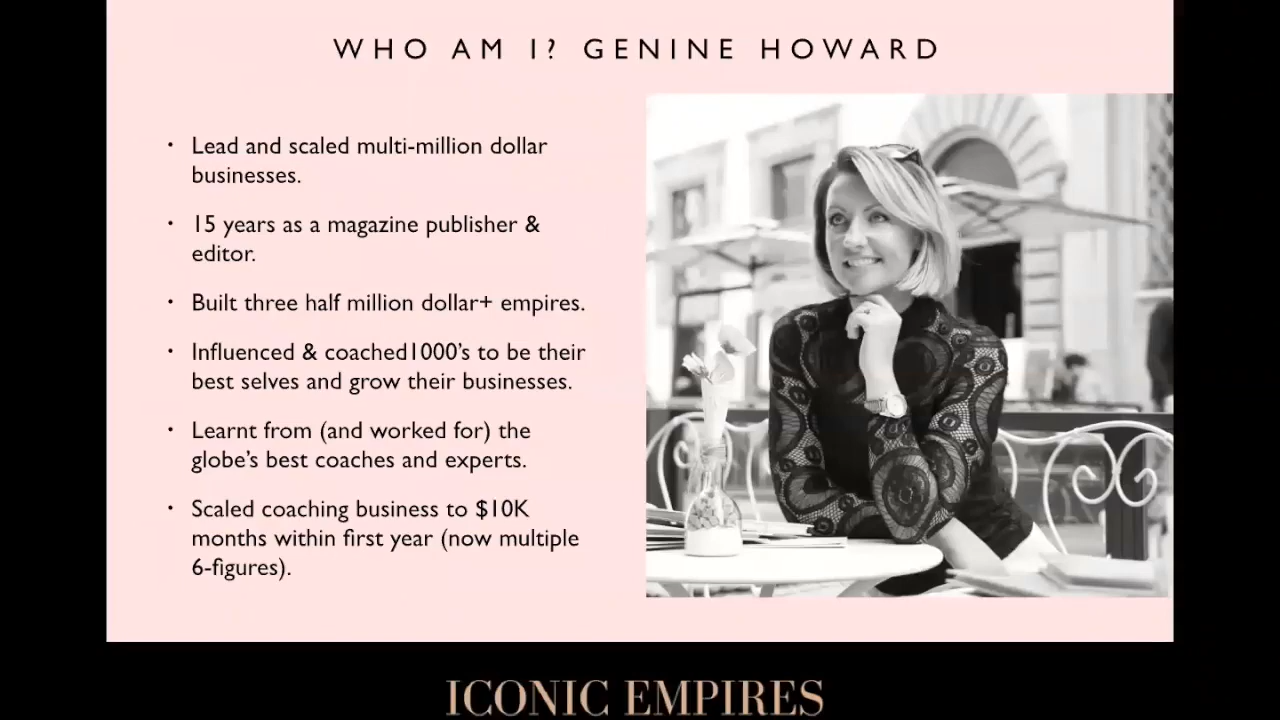 WHO AM I? GENINE HOWARD
• Lead and scaled multi-million dollar
businesses.
• 15 years as a magazine publisher &
editor.
• Built three half million dollar+ empires.
• Influenced & coached1000's to be their
best selves and grow their businesses.
• Learnt from (and worked for) the
globe's best coaches and experts.
• Scaled coaching business to $10K
months within first year (now multiple
6-figures).
ICONIC EMPIRES